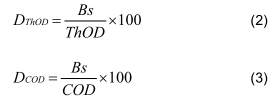 D_ThOD = Bs/ThOD × 100 (2)
D_COD = Bs/COD × 100 (3)